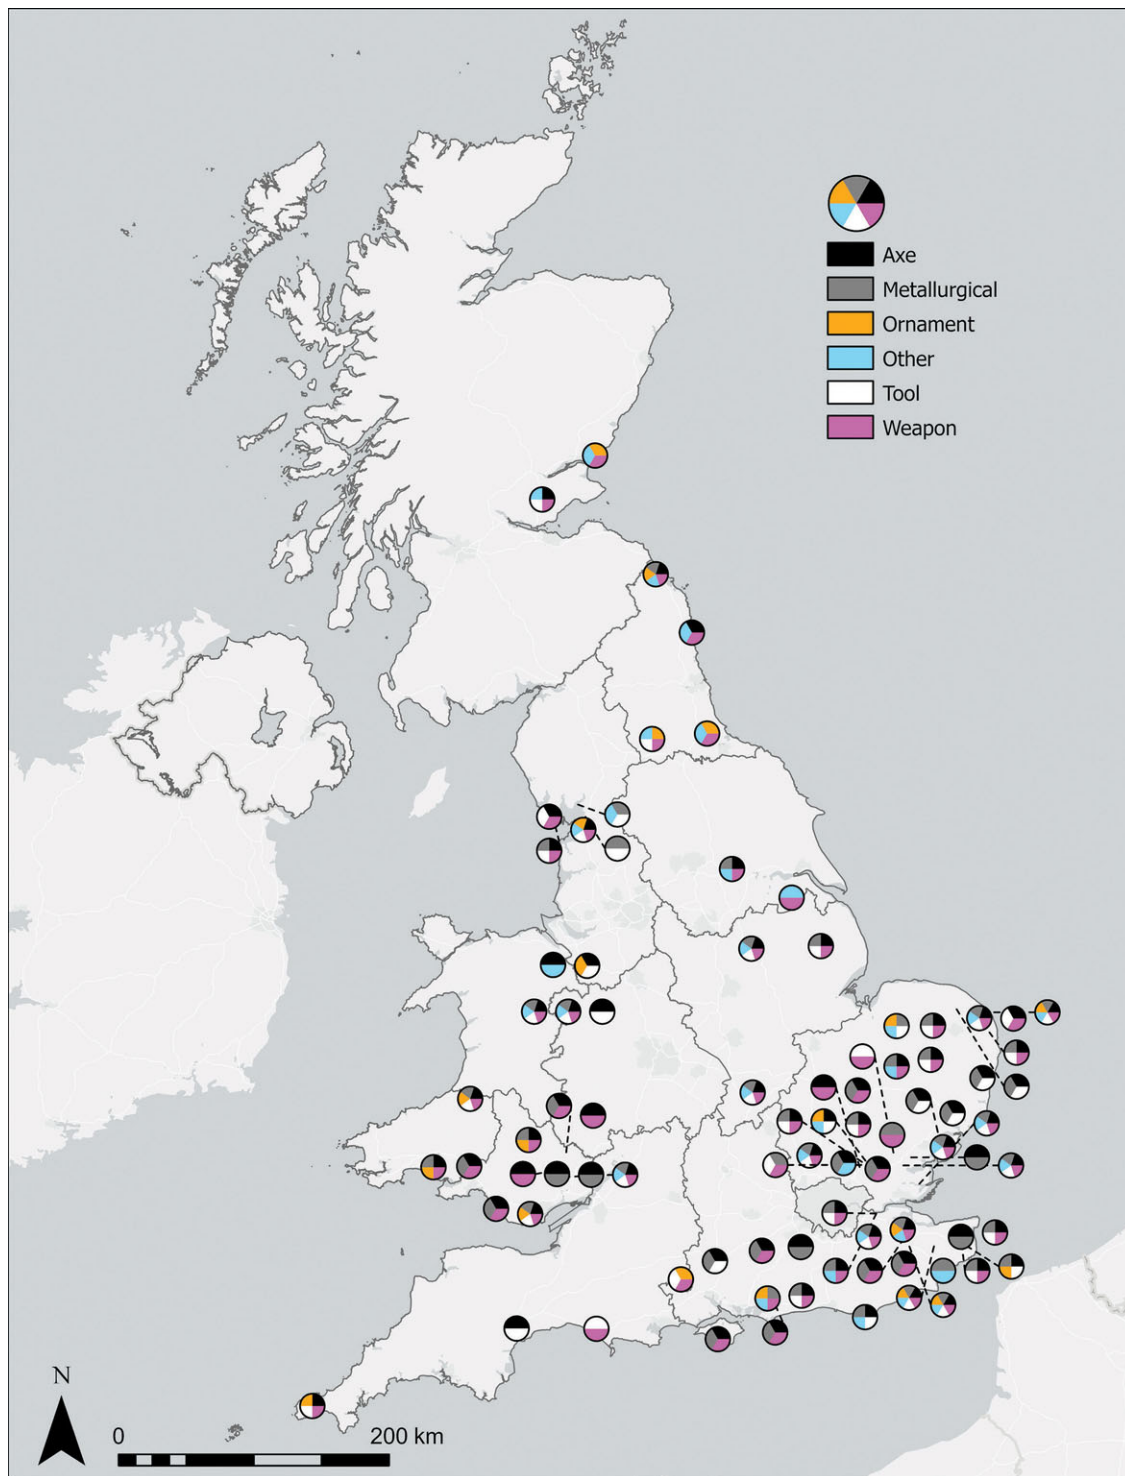 Axe
Metallurgical
Ornament
Other
Tool
Weapon
N
0 200 km